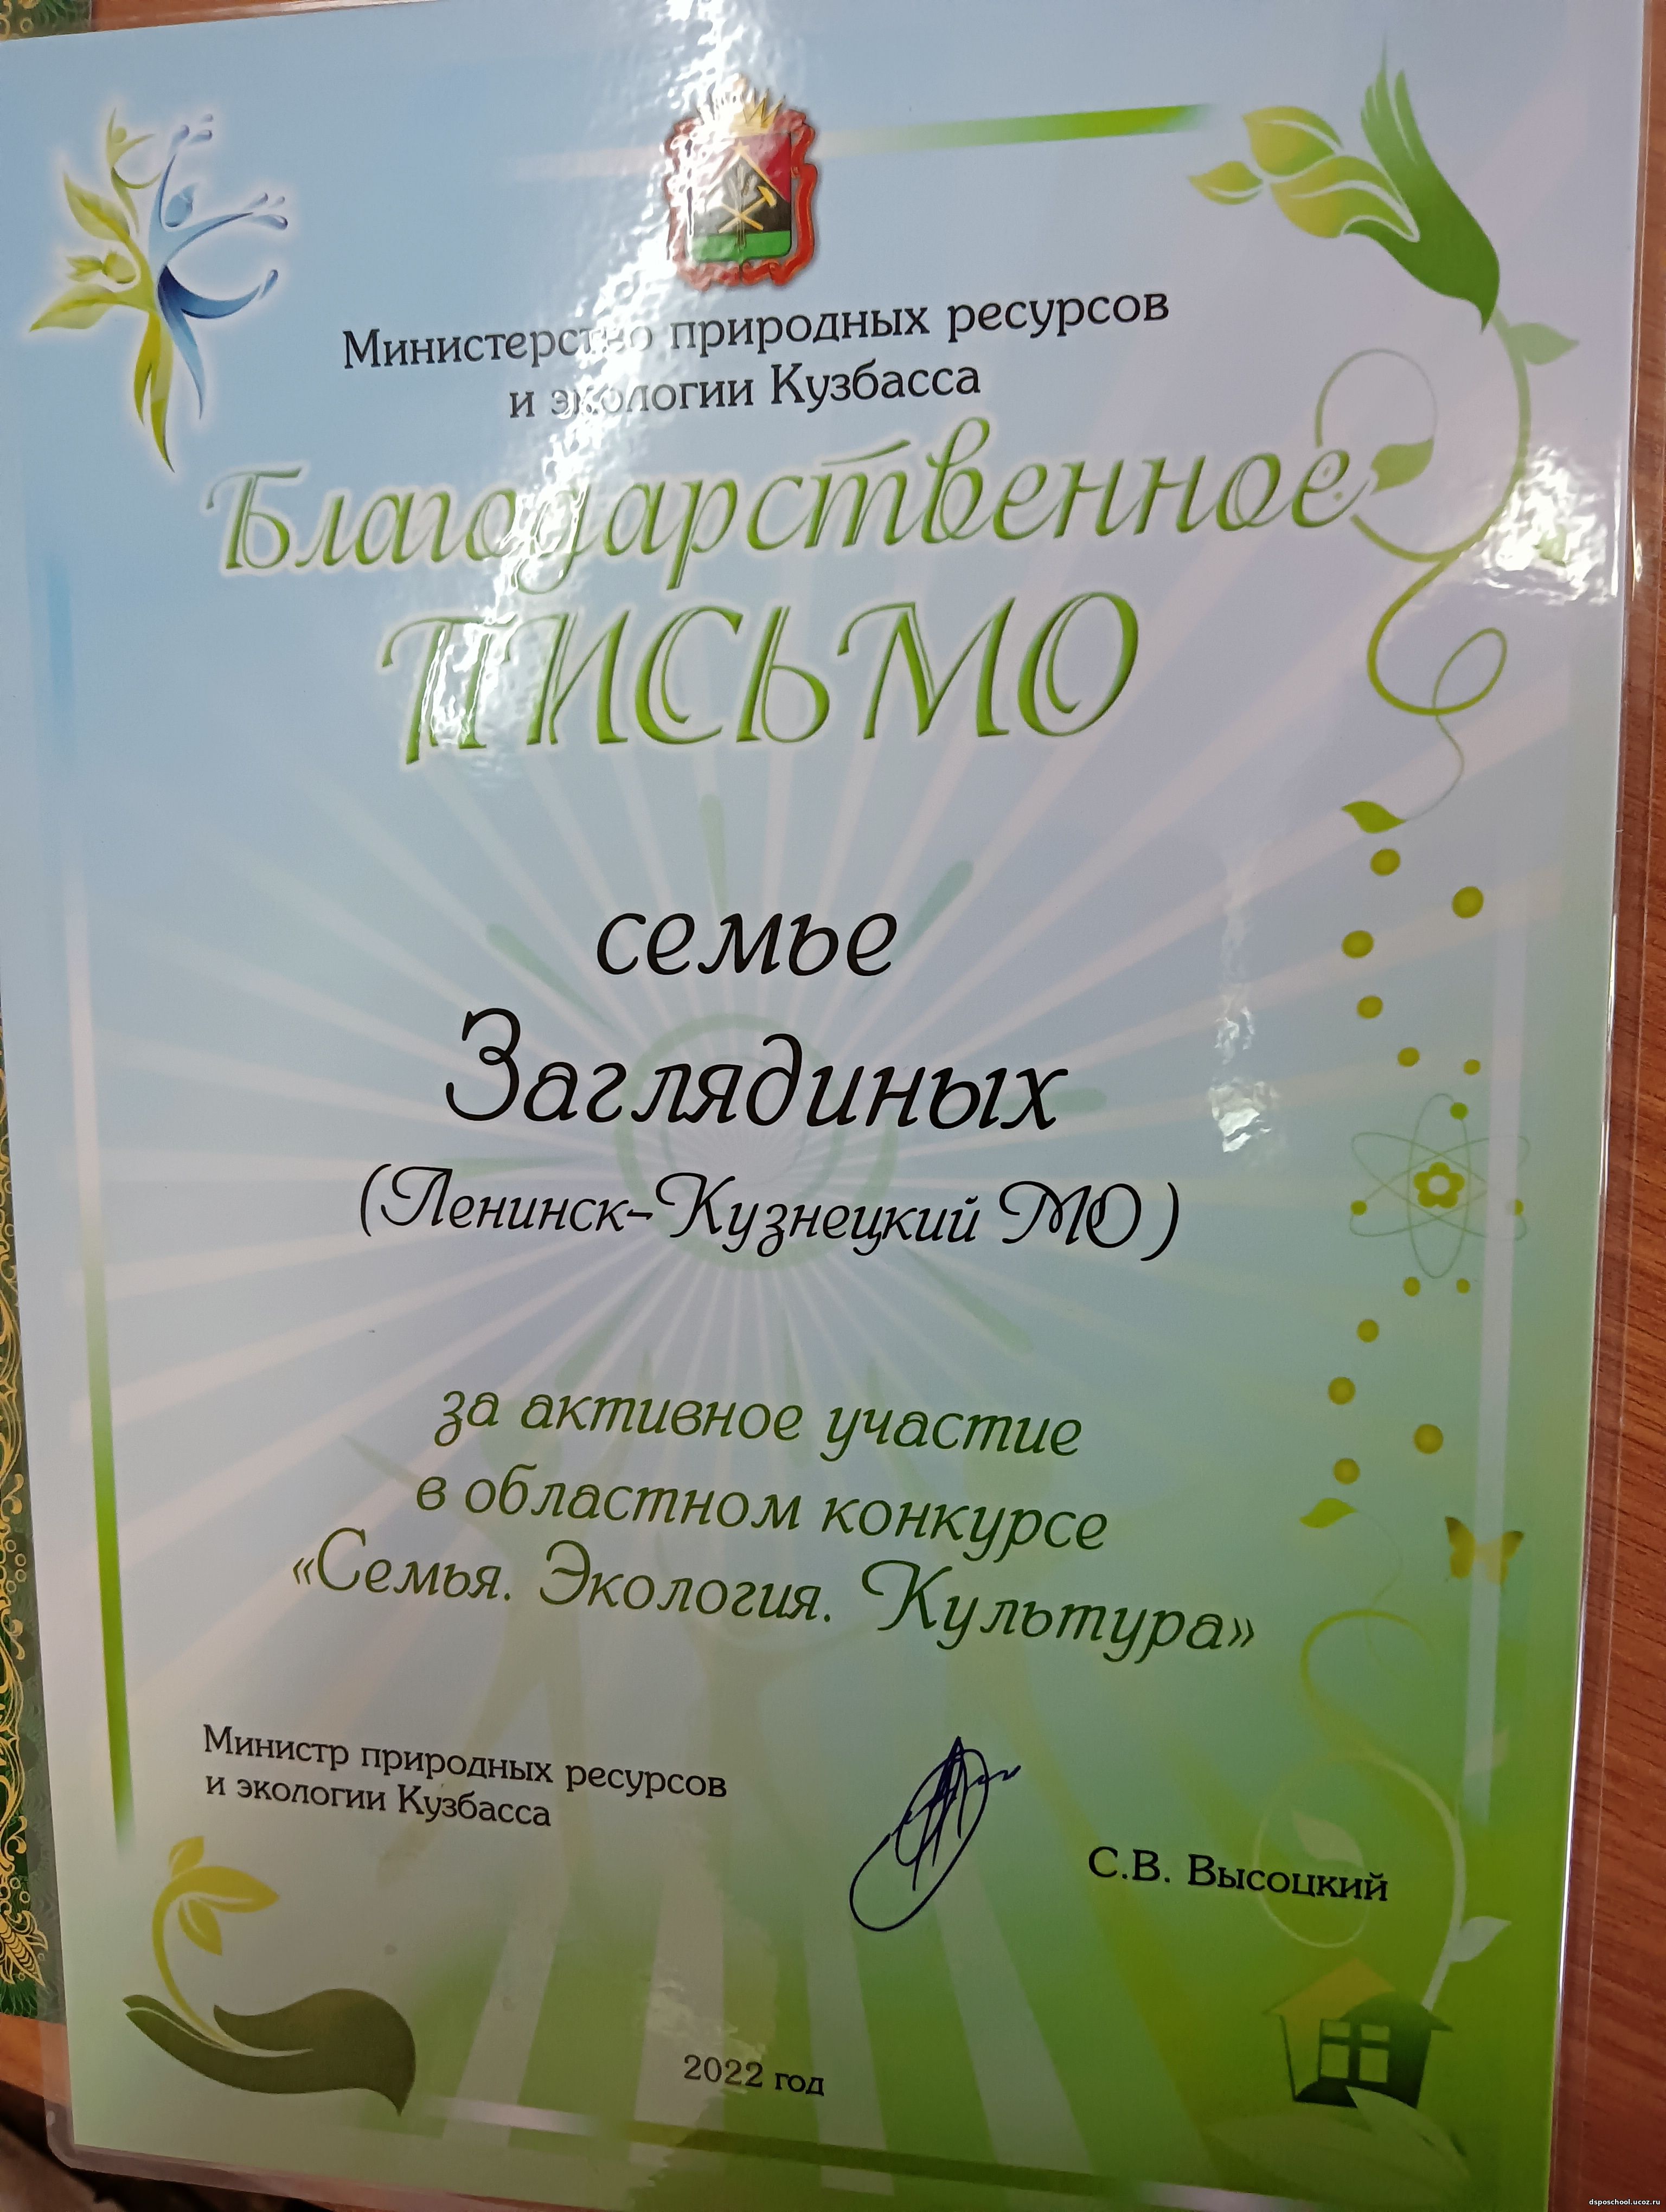 Министерство природных ресурсов
и экологии Кузбасса
Благодарственное
ПИСЬМО
семье
Заглядиных
(Ленинск-Кузнецкий МО)
за активное участие
в областном конкурсе
«Семья. Экология. Культура»
Министр природных ресурсов
и экологии Кузбасса
С.В. Высоцкий
2022 год
dsposchool.ucoz.ru